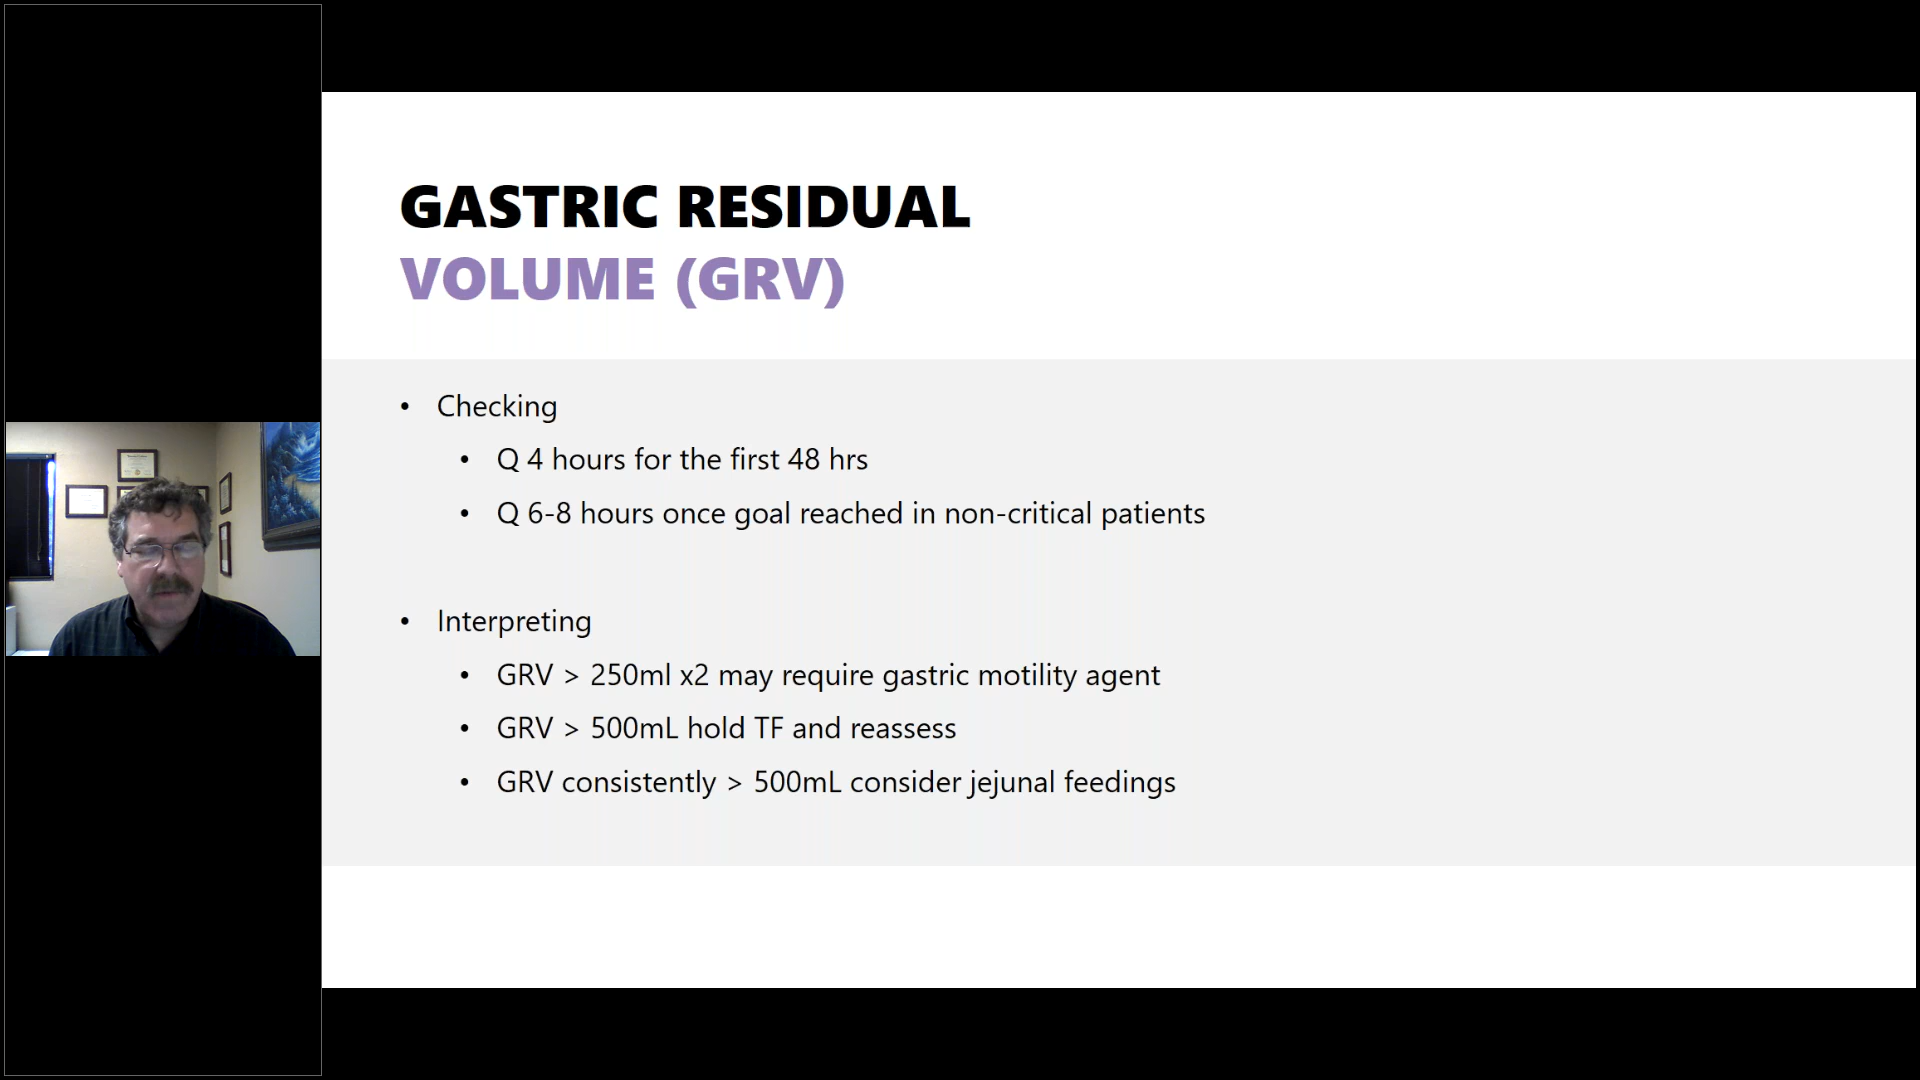 GASTRIC RESIDUAL
VOLUME (GRV)
• Checking
• Q 4 hours for the first 48 hrs
• Q 6-8 hours once goal reached in non-critical patients
• Interpreting
• GRV > 250ml x2 may require gastric motility agent
• GRV > 500mL hold TF and reassess
• GRV consistently > 500mL consider jejunal feedings